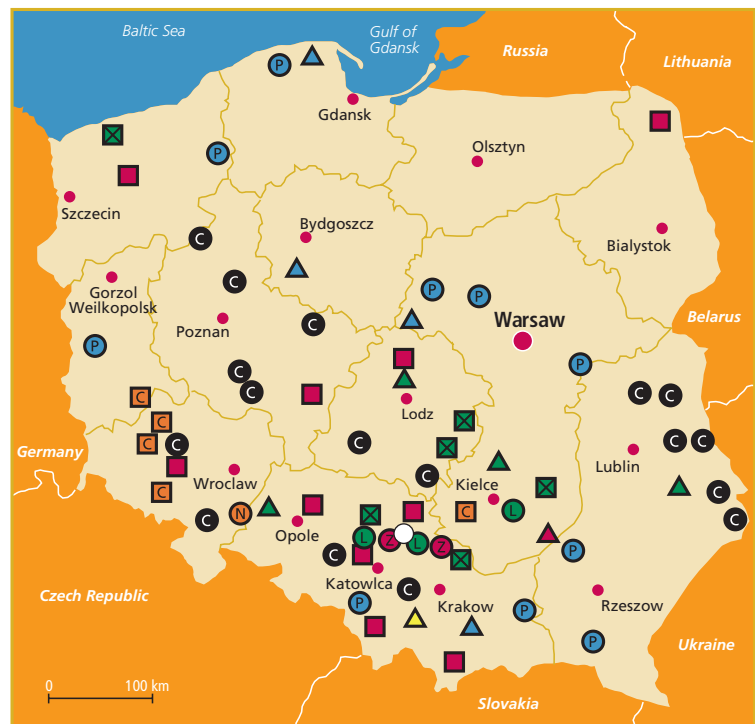 Baltic Sea
Gulf of
Gdansk
Russia
Lithuania
P
Gdansk
P
Olsztyn
Szczecin
Bydgoszcz
Bialystok
C
Gorzol
Weilkopolsk
C
P
P
Belarus
Poznan
C
Warsaw
P
P
C
C
C
C
C
Lodz
C
C
C
C
C
C
Germany
Lublin
Wroclaw
C
Kielce
C
C
C
N
C
L
C
Opole
L
Z
L
Z
C
P
Katowlca
C
Krakow
Rzeszow
Czech Republic
P
P
P
Ukraine
0
100 km
Slovakia